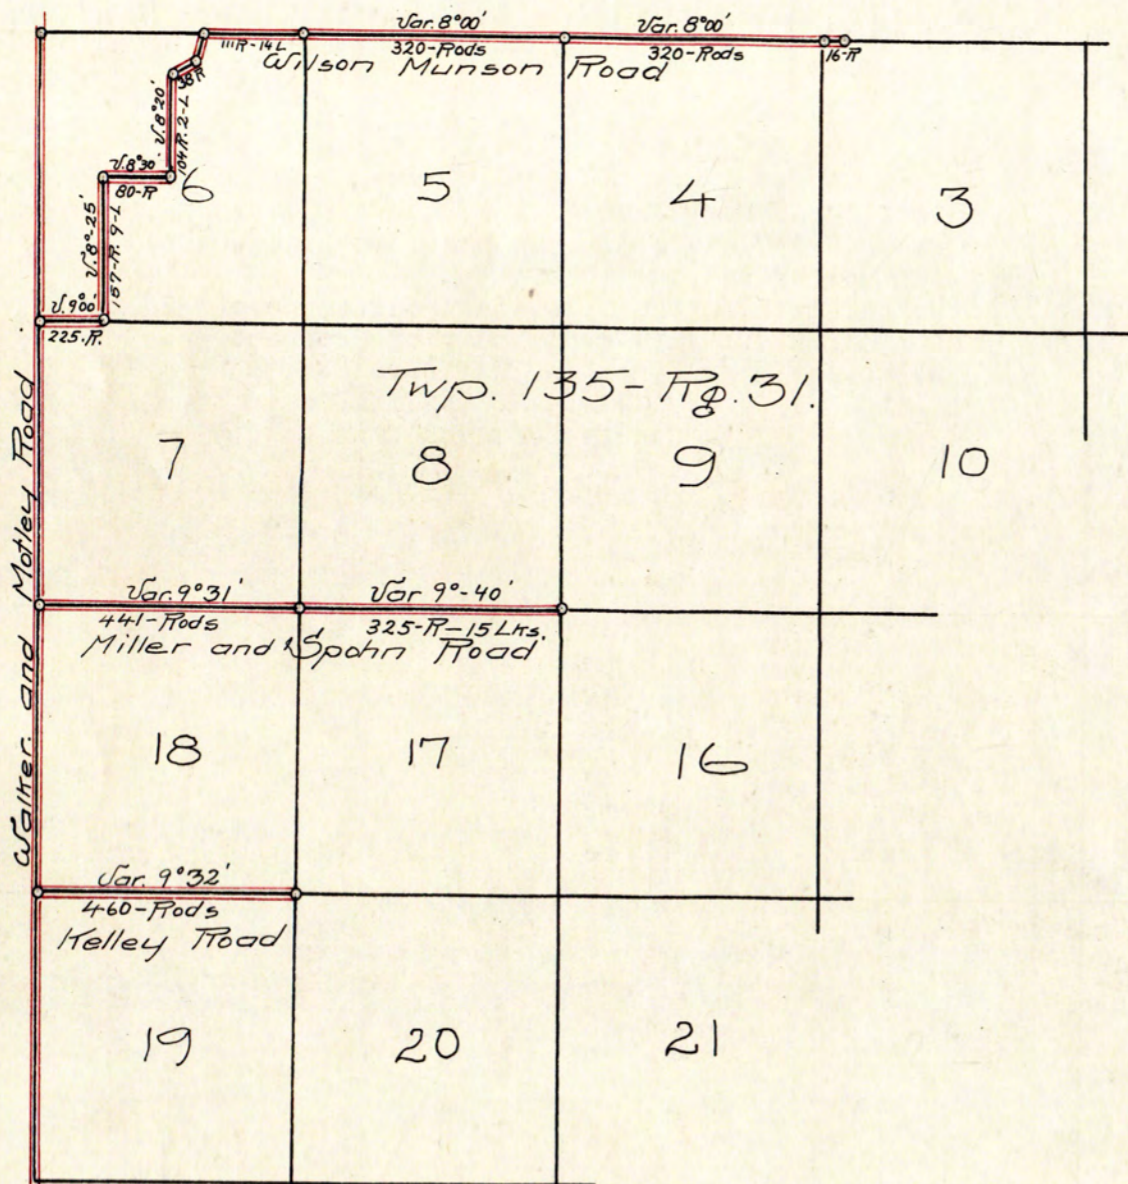 Var. 8°00'
Var. 8°00'
111R-14L
320-Rods
320-Rods
16-R
Wilson Munson Road
38R
V.8°20'
104R.2-L
V.8°30'
80-R
6
5
4
3
V.8°-25'
157-R.9-L
V.9°00'
225.R.
Twp. 135-Rg.31.
Walker and Motley Road
7
8
9
10
Var. 9°31'
Var 9°-40'
441-Rods
325-R-15 Lks.
Miller and Spohn Road
18
17
16
Var. 9°32'
460-Rods
Kelley Road
19
20
21